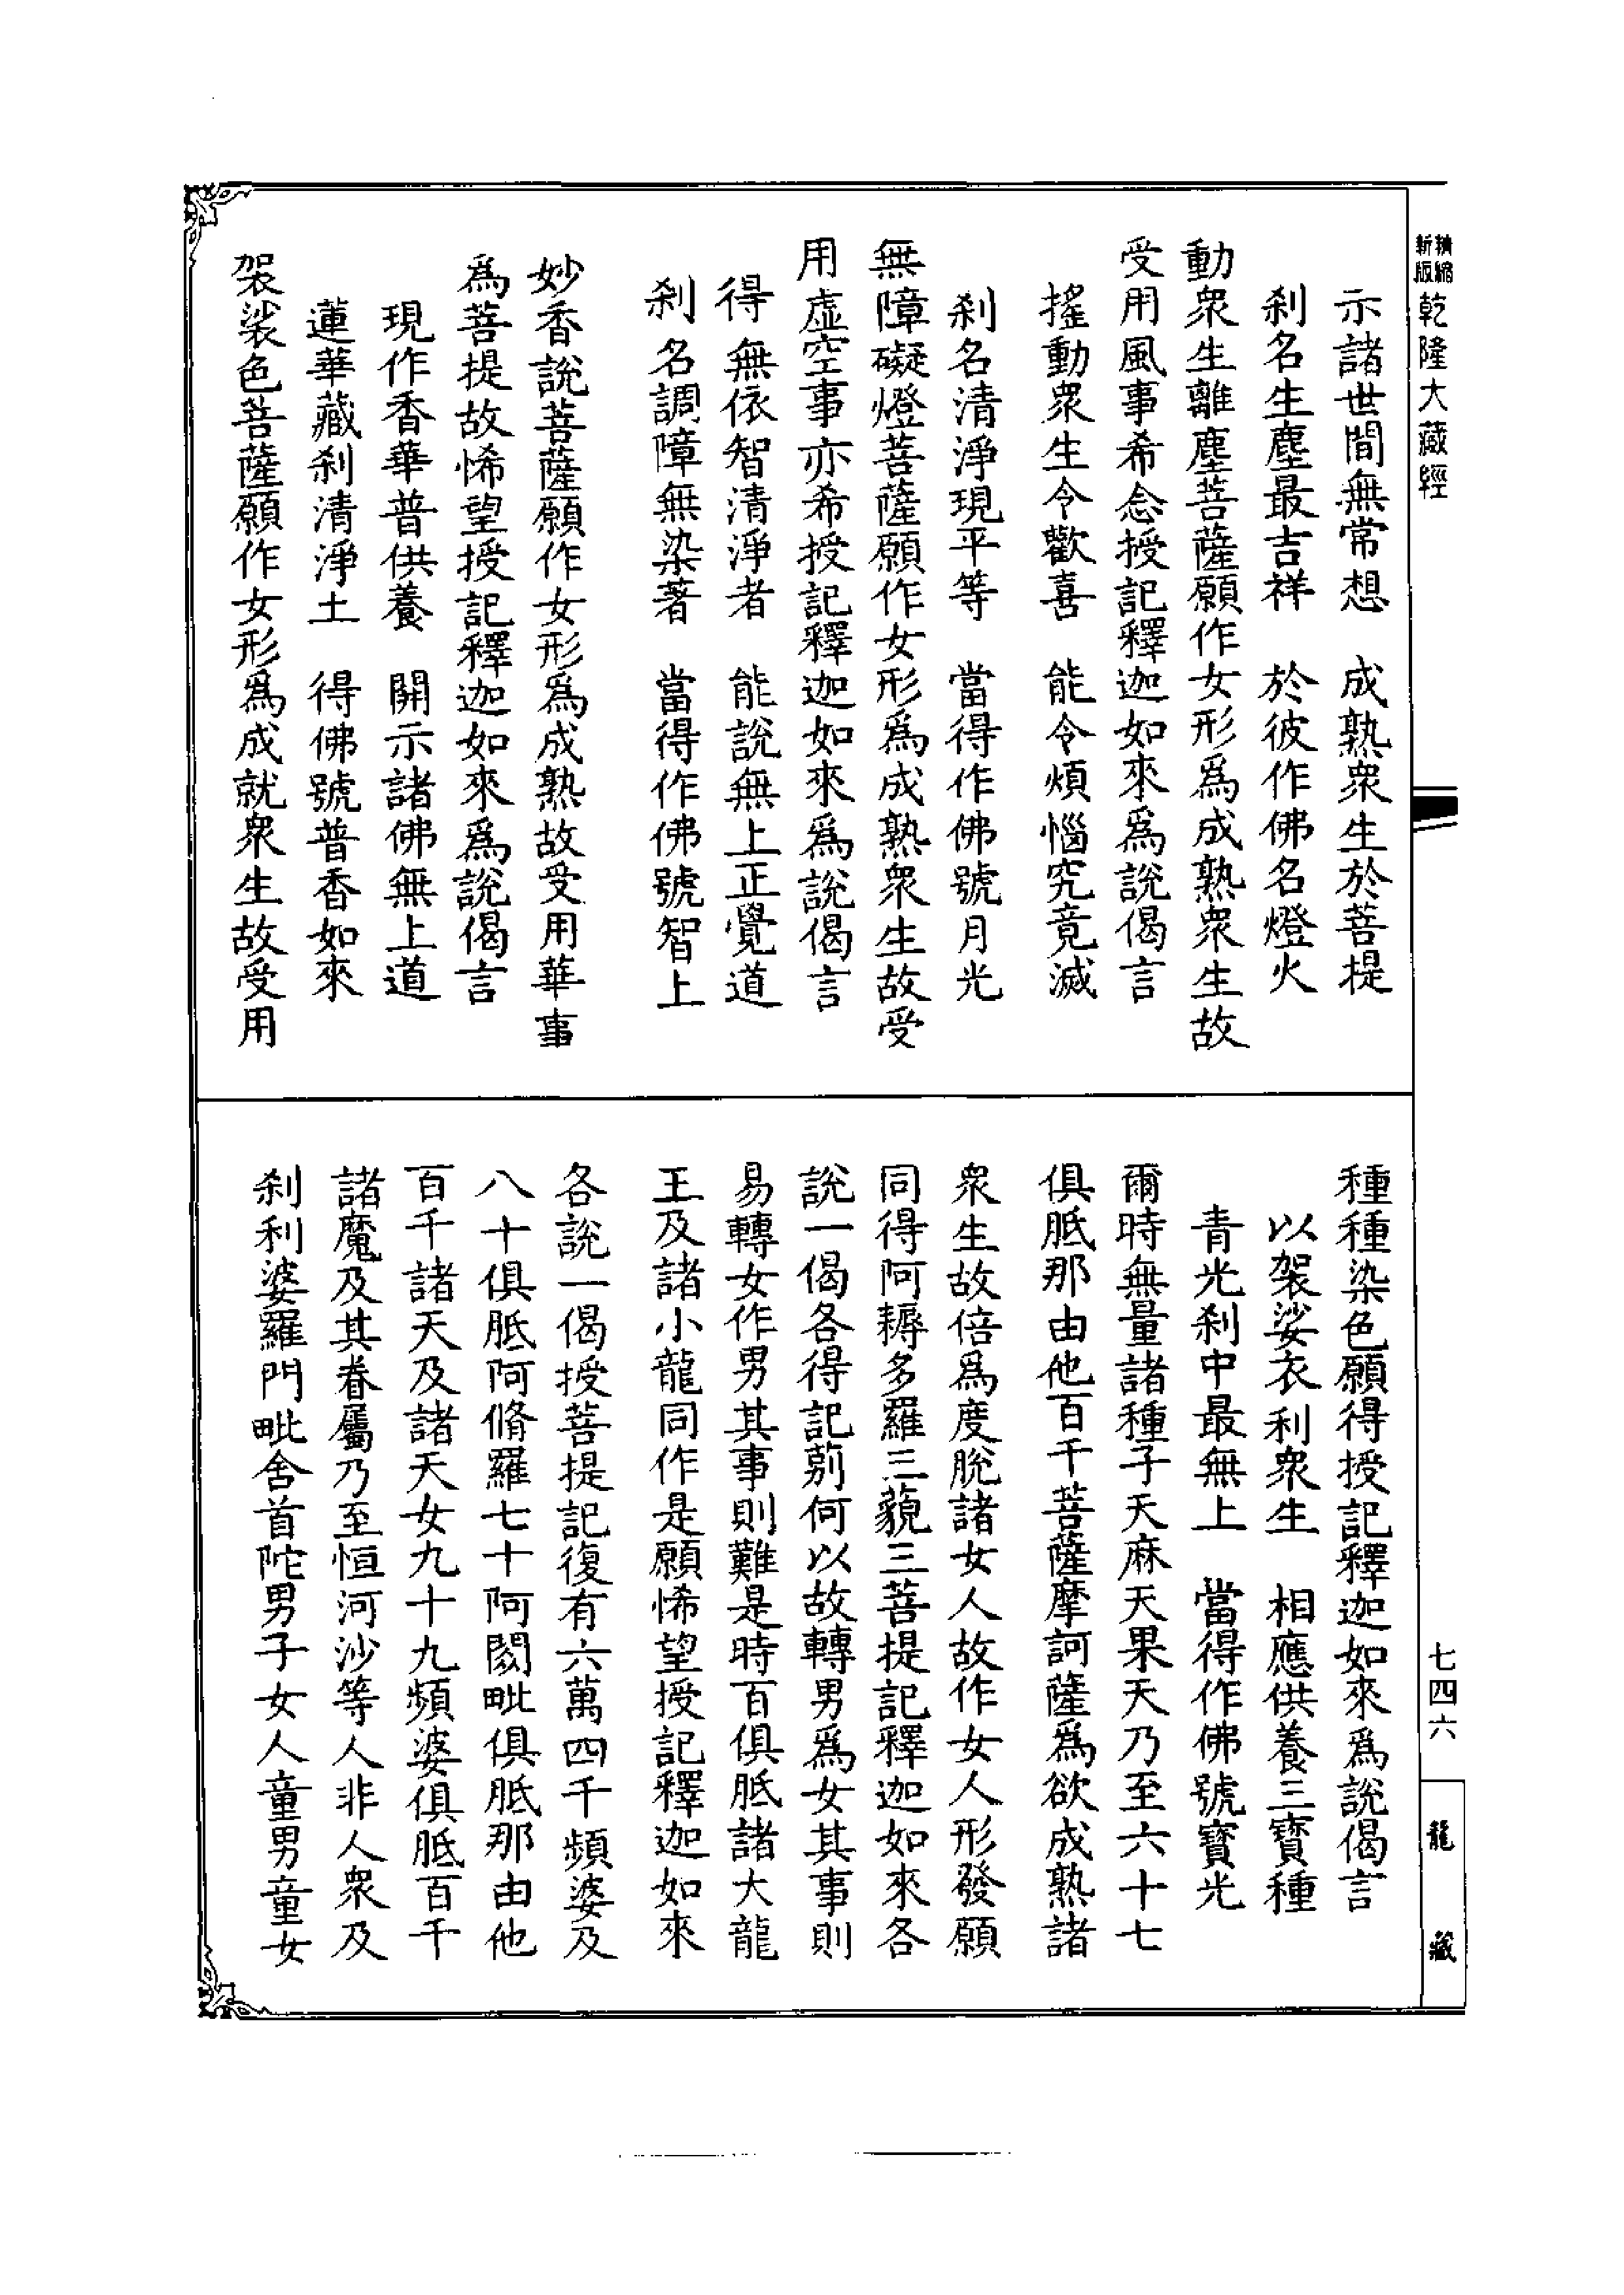 精縮新版 乾隆大藏經
示諸世間無常想　成熟衆生於菩提
刹名生塵最吉祥　於彼作佛名燈火
動衆生離塵菩薩願作女形爲成熟衆生故
受用風事希念授記釋迦如來爲說偈言
搖動衆生令歡喜　能令煩惱究竟滅
刹名清淨現平等　當得作佛號月光
無障礙燈菩薩願作女形爲成熟衆生故受
用虛空事亦希授記釋迦如來爲說偈言
得無依智清淨者　能說無上正覺道
刹名調障無染著　當得作佛號智上
妙香說菩薩願作女形爲成熟故受用華事
爲菩提故悕望授記釋迦如來爲說偈言
現作香華普供養　開示諸佛無上道
蓮華藏刹清淨土　得佛號普香如來
袈裟色菩薩願作女形爲成就衆生故受用
種種染色願得授記釋迦如來爲說偈言
以袈裟衣利衆生　相應供養三寶種
青光刹中最無上　當得作佛號寶光
爾時無量諸種子天麻天果天乃至六十七
俱胝那由他百千菩薩摩訶薩爲欲成熟諸
衆生故倍爲度脫諸女人故作女人形發願
同得阿耨多羅三藐三菩提記釋迦如來各
說一偈各得記莂何以故轉男爲女其事則
易轉女作男其事則難是時百俱胝諸大龍
王及諸小龍同作是願悕望授記釋迦如來
各說一偈授菩提記復有六萬四千頻婆及
八十俱胝阿脩羅七十阿閦毗俱胝那由他
百千諸天及諸天女九十九頻婆俱胝百千
諸魔及其眷屬乃至恒河沙等人非人衆及
刹利婆羅門毗舍首陀男子女人童男童女
七四六
龍藏